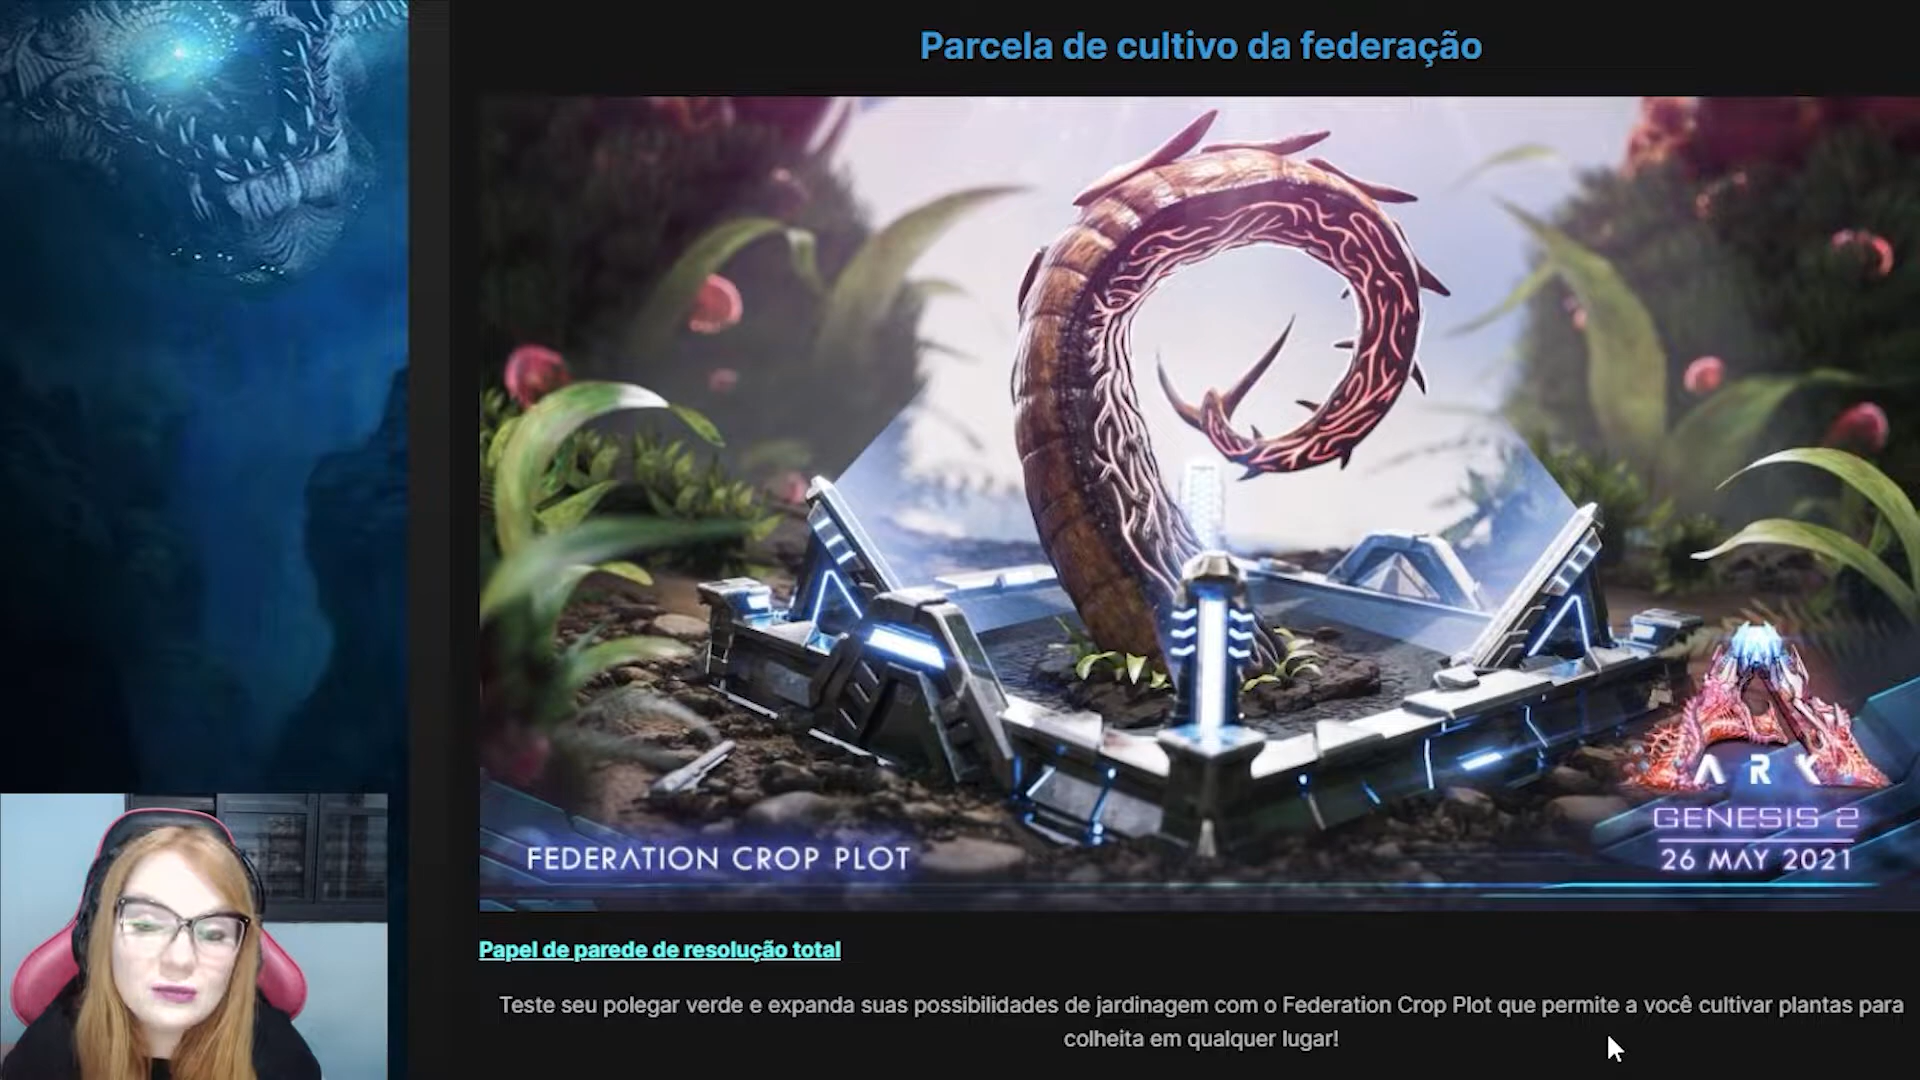 Parcela de cultivo da federação
FEDERATION CROP PLOT
ARK
GENESIS 2
26 MAY 2021
Papel de parede de resolução total
Teste seu polegar verde e expanda suas possibilidades de jardinagem com o Federation Crop Plot que permite a você cultivar plantas para
colheita em qualquer lugar!